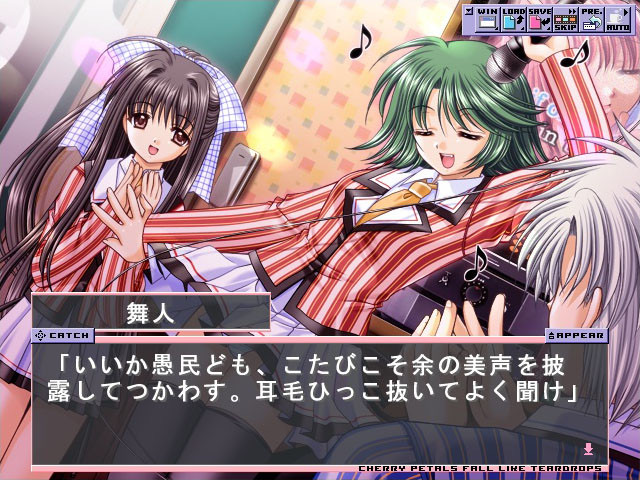 WIN LOAD SAVE PRE.
SKIP AUTO
舞人
CATCH APPEAR
「いいか愚民ども、こたびこそ余の美声を披
露してつかわす。耳毛ひっこ抜いてよく聞け」
CHERRY PETALS FALL LIKE TEARDROPS